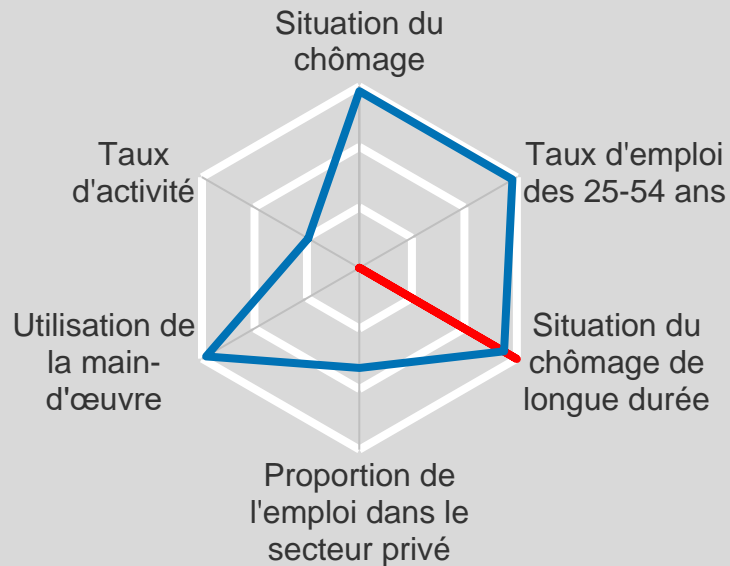 Situation du
chômage
Taux
d'activité
Taux d'emploi
des 25-54 ans
Utilisation de
la main-
d'œuvre
Situation du
chômage de
longue durée
Proportion de
l'emploi dans le
secteur privé